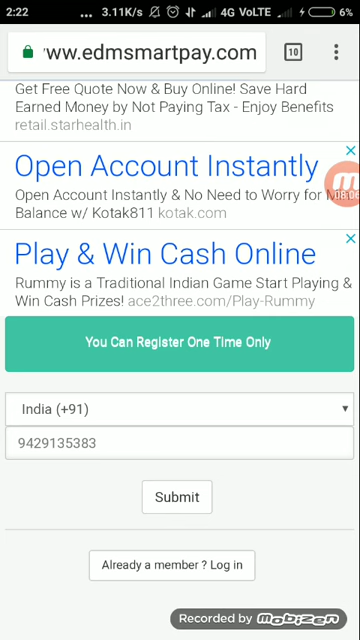 2:22 ... 3.11K/s 4G VoLTE 6%
ww.edmsmartpay.com 10
Get Free Quote Now & Buy Online! Save Hard
Earned Money by Not Paying Tax - Enjoy Benefits
retail.starhealth.in
Open Account Instantly
Open Account Instantly & No Need to Worry for
Balance w/ Kotak811 kotak.com
08:06
Play & Win Cash Online
Rummy is a Traditional Indian Game Start Playing &
Win Cash Prizes! ace2three.com/Play-Rummy
You Can Register One Time Only
India (+91)
9429135383
Submit
Already a member ? Log in
Recorded by Mobizen